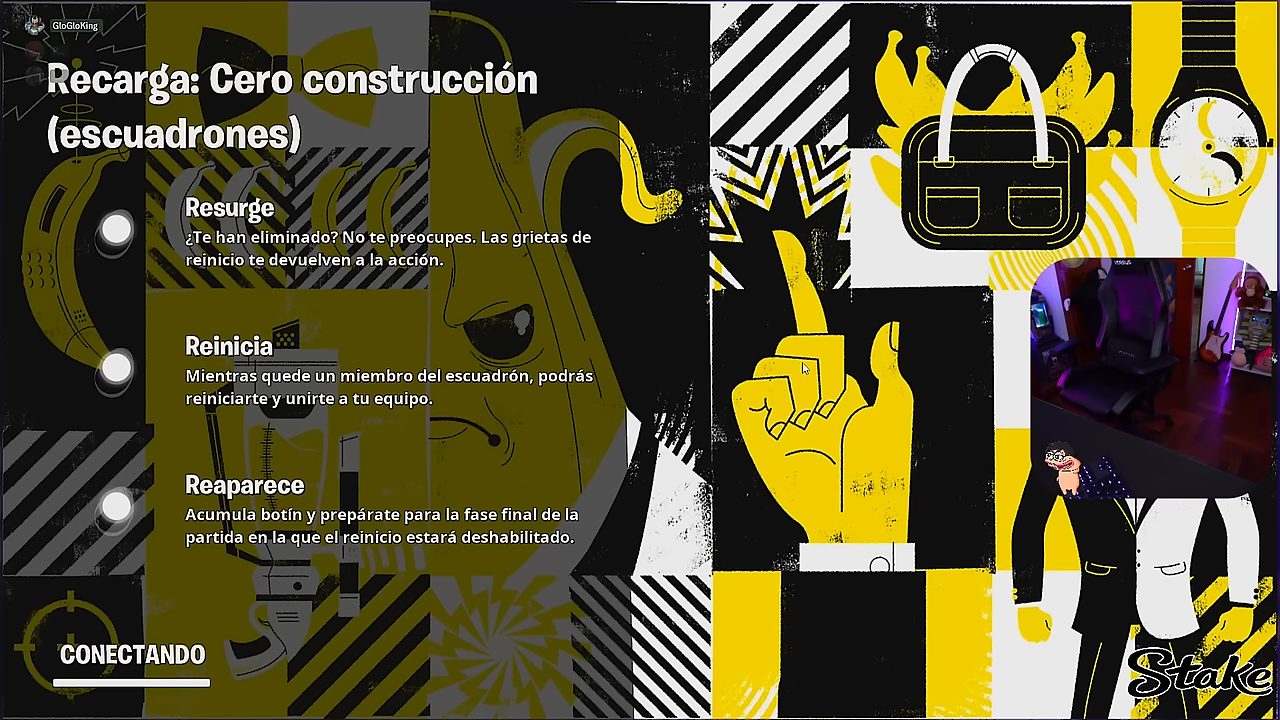 GloGloKing
Recarga: Cero construcción
(escuadrones)
Resurge
¿Te han eliminado? No te preocupes. Las grietas de
reinicio te devuelven a la acción.
Reinicia
Mientras quede un miembro del escuadrón, podrás
reiniciarte y unirte a tu equipo.
Reaparece
Acumula botín y prepárate para la fase final de la
partida en la que el reinicio estará deshabilitado.
CONECTANDO
Stake